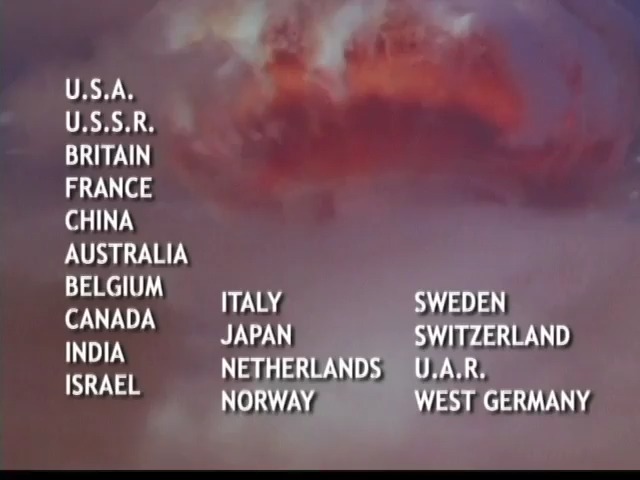 U.S.A.
U.S.S.R.
BRITAIN
FRANCE
CHINA
AUSTRALIA
BELGIUM
CANADA
INDIA
ISRAEL
ITALY
JAPAN
NETHERLANDS
NORWAY
SWEDEN
SWITZERLAND
U.A.R.
WEST GERMANY